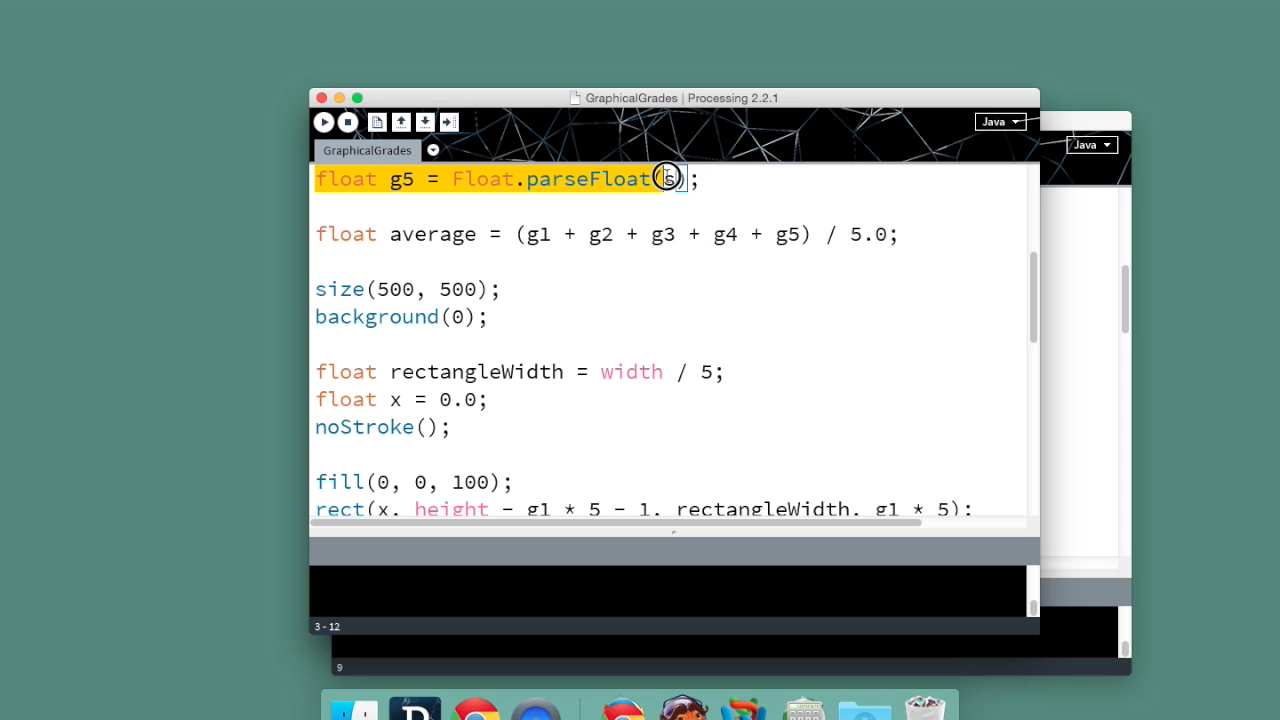 GraphicalGrades | Processing 2.2.1
Java
GraphicalGrades
Java
float g5 = Float.parseFloat(s);
float average = (g1 + g2 + g3 + g4 + g5) / 5.0;
size(500, 500);
background(0);
float rectangleWidth = width / 5;
float x = 0.0;
noStroke();
fill(0, 0, 100);
rect(x, height - g1 * 5 - 1, rectangleWidth, g1 * 5);
3 - 12
9